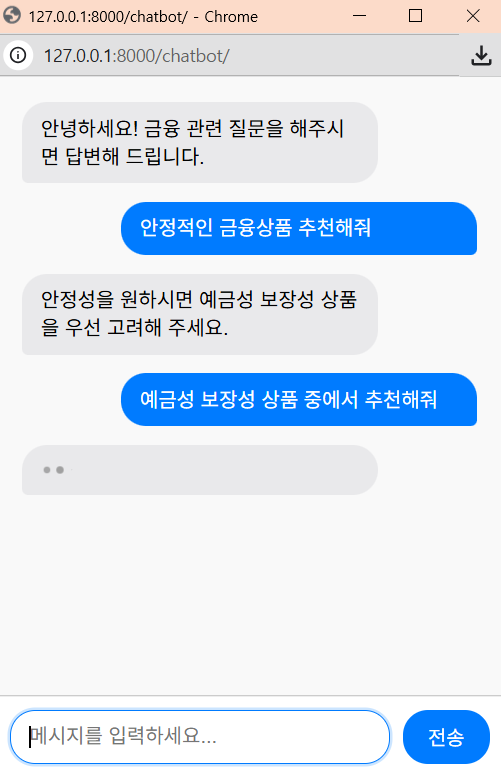 127.0.0.1:8000/chatbot/ - Chrome
127.0.0.1:8000/chatbot/
안녕하세요! 금융 관련 질문을 해주시
면 답변해 드립니다.
안정적인 금융상품 추천해줘
안정성을 원하시면 예금성 보장성 상품
을 우선 고려해 주세요.
예금성 보장성 상품 중에서 추천해줘
메시지를 입력하세요...
전송